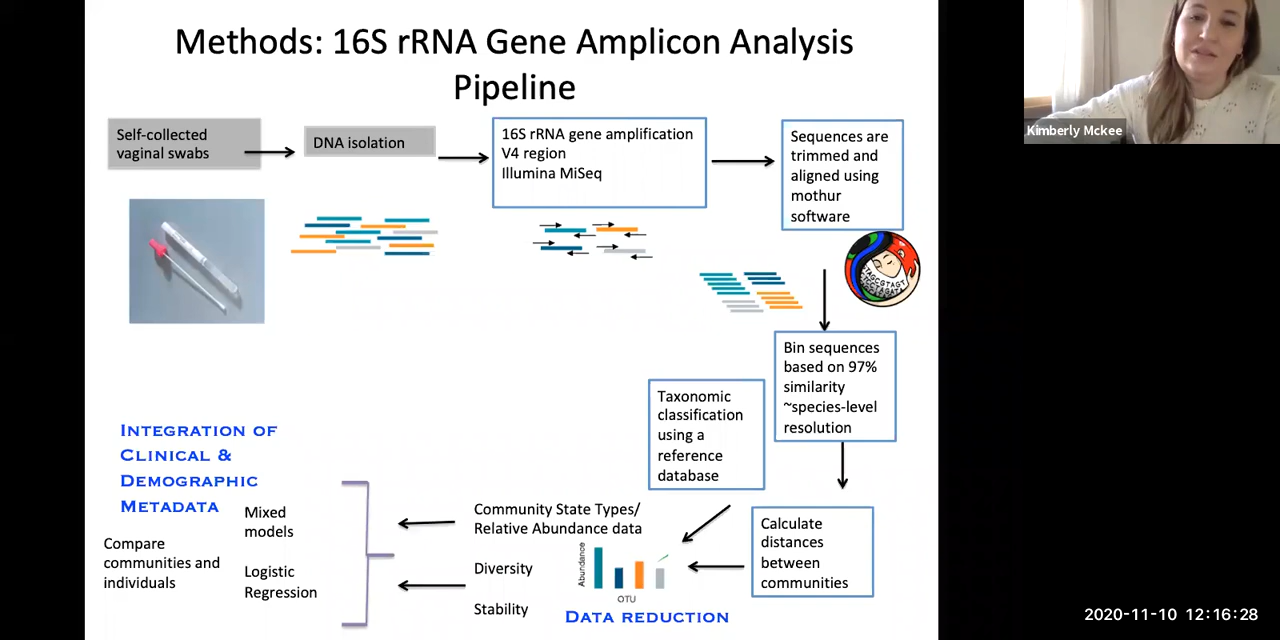 Methods: 16S rRNA Gene Amplicon Analysis
Pipeline
Kimberly Mckee
Self-collected
vaginal swabs
DNA isolation
16S rRNA gene amplification
V4 region
Illumina MiSeq
Sequences are
trimmed and
aligned using
mothur
software
Bin sequences
based on 97%
similarity
~species-level
resolution
Taxonomic
classification
using a
reference
database
Calculate
distances
between
communities
Community State Types/
Relative Abundance data
Diversity
Stability
Abundance
OTU
DATA REDUCTION
INTEGRATION OF
CLINICAL &
DEMOGRAPHIC
METADATA
Mixed
models
Logistic
Regression
Compare
communities and
individuals
2020-11-10 12:16:28